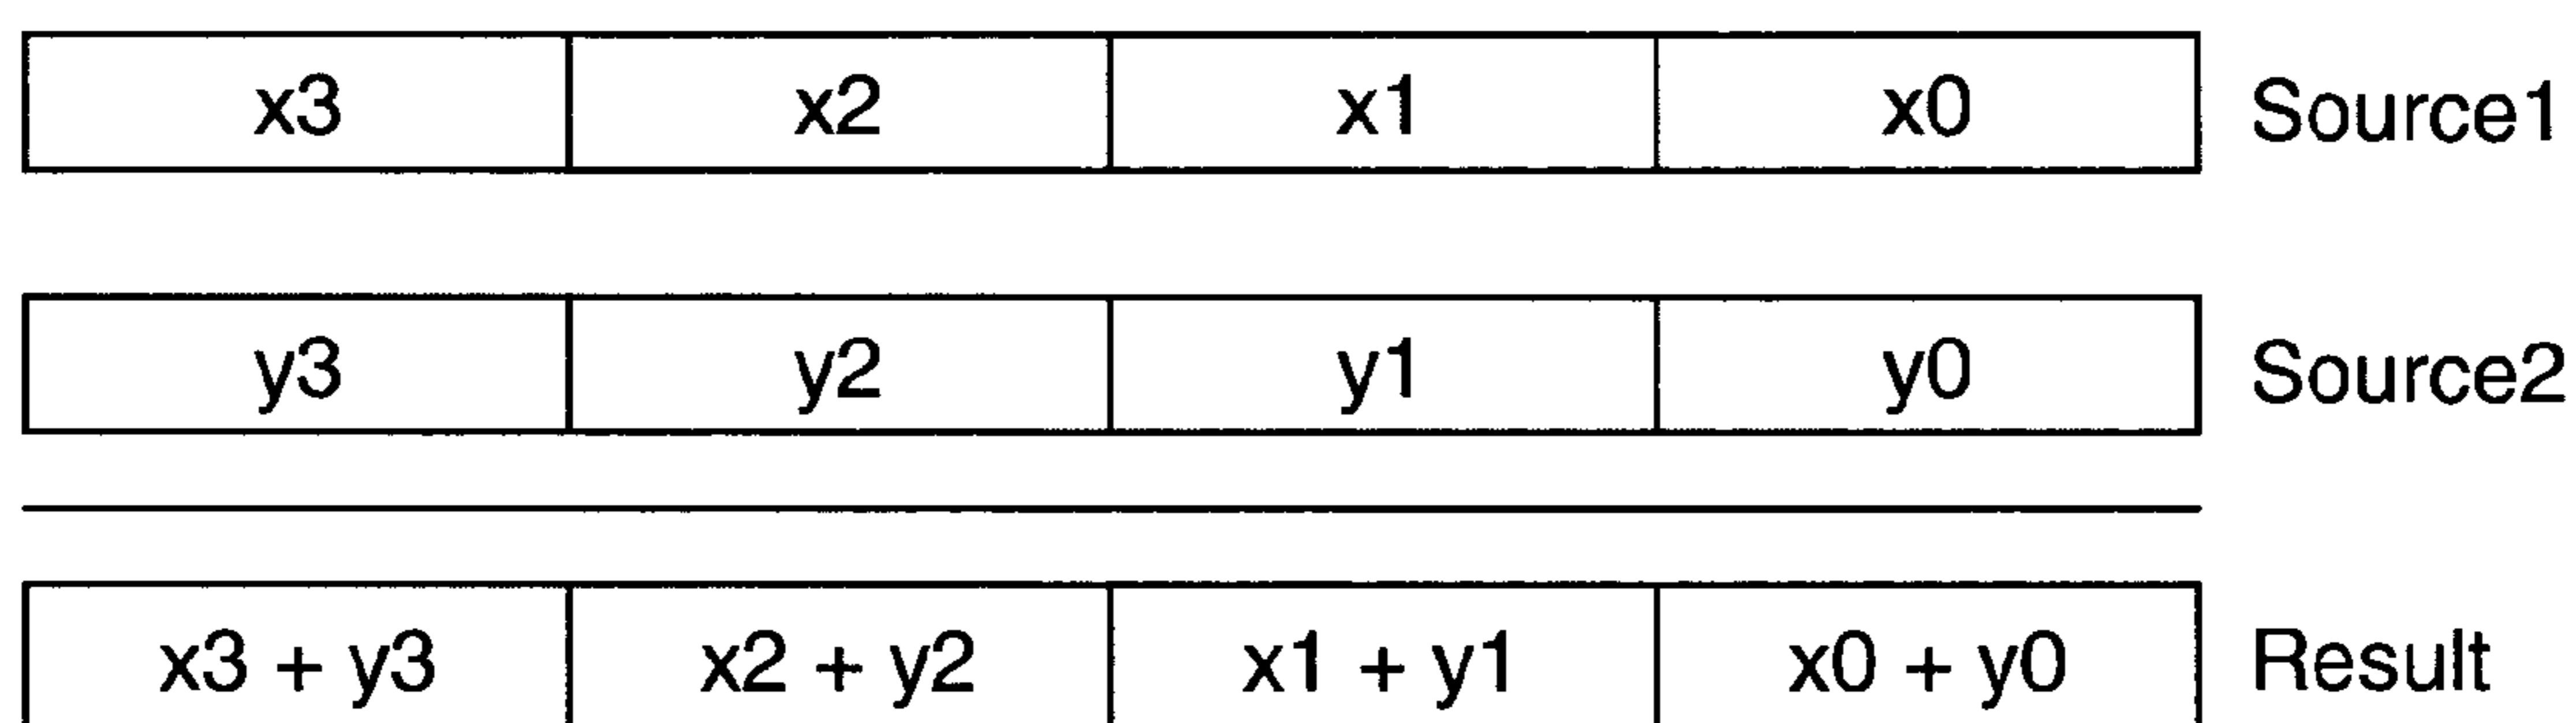 x3 x2 x1 x0 Source1
y3 y2 y1 y0 Source2
x3 + y3 x2 + y2 x1 + y1 x0 + y0 Result